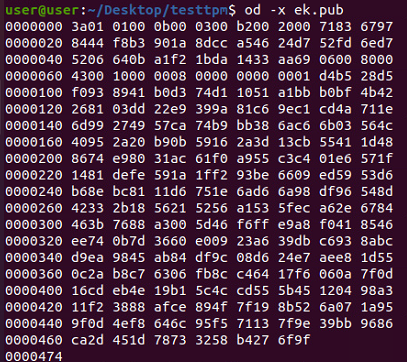 user@user:~/Desktop/testtpm$ od -x ek.pub
0000000 3a01 0100 0b00 0300 b200 2000 7183 6797
0000020 8444 f8b3 901a 8dcc a546 24d7 52fd 6ed7
0000040 5206 640b a1f2 1bda 1433 aa69 0600 8000
0000060 4300 1000 0008 0000 0000 0001 d4b5 28d5
0000100 f093 8941 b0d3 74d1 1051 a1bb b0bf 4b42
0000120 2681 03dd 22e9 399a 81c6 9ec1 cd4a 711e
0000140 6d99 2749 57ca 74b9 bb38 6ac6 6b03 564c
0000160 4095 2a20 b90b 5916 2a3d 13cb 5541 1d48
0000200 8674 e980 31ac 61f0 a955 c3c4 01e6 571f
0000220 1481 defe 591a 1ff2 93be 6609 ed59 53d6
0000240 b68e bc81 11d6 751e 6ad6 6a98 df96 548d
0000260 4233 2b18 5621 5256 a153 5fec a62e 6784
0000300 463b 7688 a300 5d46 f6ff e9a8 f041 8546
0000320 ee74 0b7d 3660 e009 23a6 39db c693 8abc
0000340 d9ea 9845 ab84 df9c 08d6 24e7 aee8 1d55
0000360 0c2a b8c7 6306 fb8c c464 17f6 060a 7f0d
0000400 16cd eb4e 19b1 5c4c cd55 5b45 1204 98a3
0000420 11f2 3888 afce 894f 7f19 8b52 6a07 1a95
0000440 9f0d 4ef8 646c 95f5 7113 7f9e 39bb 9686
0000460 ca2d 451d 7873 3258 b427 6f9f
0000474